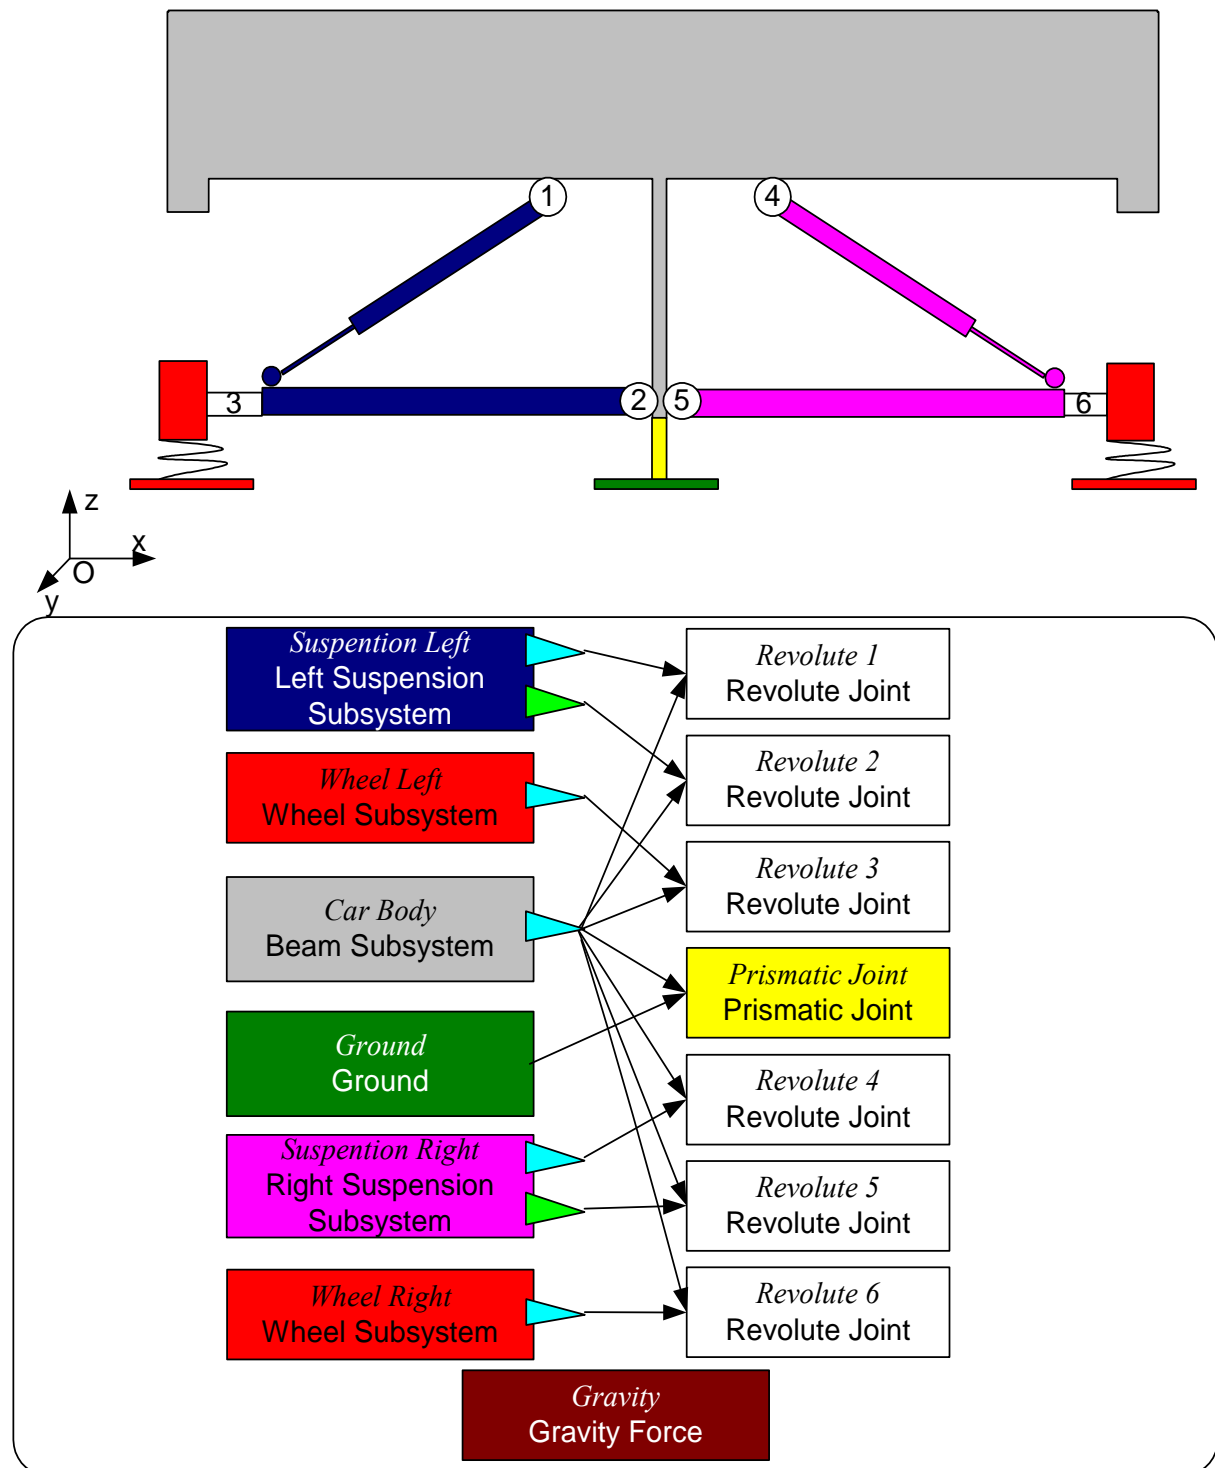 1
4
3
2
5
6
z
x
O
y
Suspention Left
Left Suspension
Subsystem
Revolute 1
Revolute Joint
Wheel Left
Wheel Subsystem
Revolute 2
Revolute Joint
Car Body
Beam Subsystem
Revolute 3
Revolute Joint
Ground
Ground
Prismatic Joint
Prismatic Joint
Suspention Right
Right Suspension
Subsystem
Revolute 4
Revolute Joint
Revolute 5
Revolute Joint
Wheel Right
Wheel Subsystem
Revolute 6
Revolute Joint
Gravity
Gravity Force